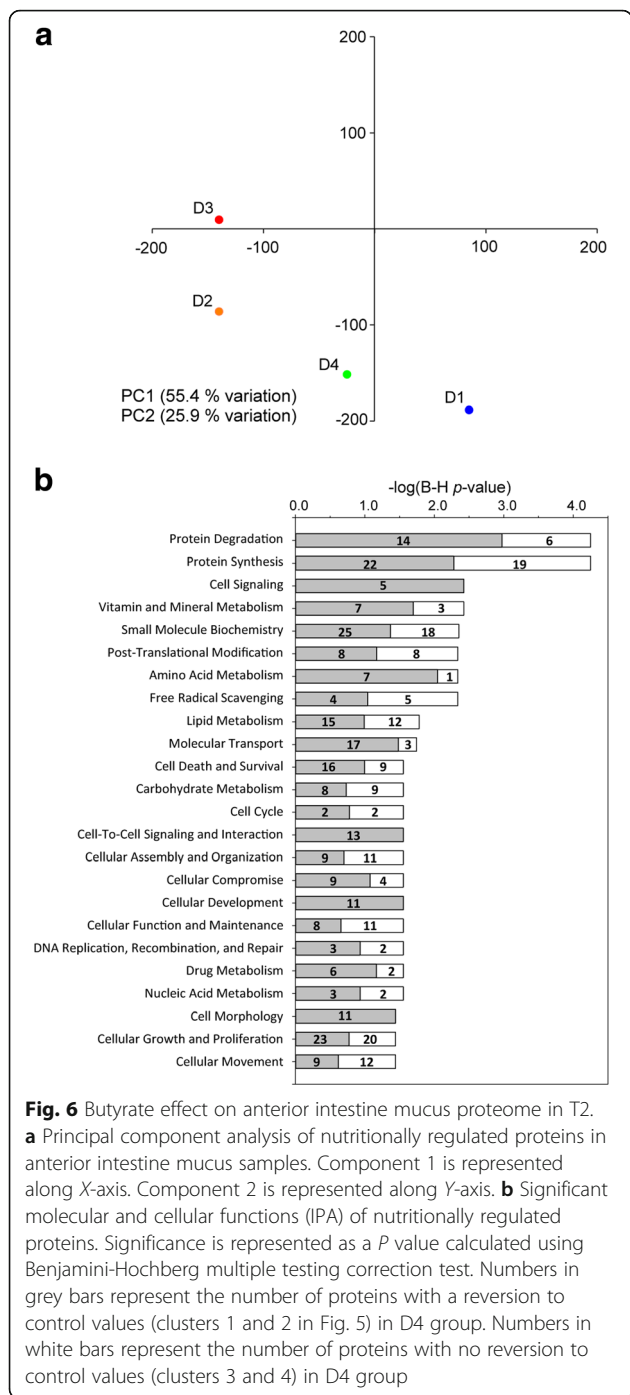 a
200
100
D3
-200
-100
100
200
D2
-100
D4
PC1 (55.4 % variation)
D1
PC2 (25.9 % variation)
-200
b
-log(B-H p-value)
0.0 1.0 2.0 3.0 4.0
Protein Degradation 14 6
Protein Synthesis 22 19
Cell Signaling 5
Vitamin and Mineral Metabolism 7 3
Small Molecule Biochemistry 25 18
Post-Translational Modification 8 8
Amino Acid Metabolism 7 1
Free Radical Scavenging 4 5
Lipid Metabolism 15 12
Molecular Transport 17 3
Cell Death and Survival 16 9
Carbohydrate Metabolism 8 9
Cell Cycle 2 2
Cell-To-Cell Signaling and Interaction 13
Cellular Assembly and Organization 9 11
Cellular Compromise 9 4
Cellular Development 11
Cellular Function and Maintenance 8 11
DNA Replication, Recombination, and Repair 3 2
Drug Metabolism 6 2
Nucleic Acid Metabolism 3 2
Cell Morphology 11
Cellular Growth and Proliferation 23 20
Cellular Movement 9 12
Fig. 6 Butyrate effect on anterior intestine mucus proteome in T2.
a Principal component analysis of nutritionally regulated proteins in
anterior intestine mucus samples. Component 1 is represented
along X-axis. Component 2 is represented along Y-axis. b Significant
molecular and cellular functions (IPA) of nutritionally regulated
proteins. Significance is represented as a P value calculated using
Benjamini-Hochberg multiple testing correction test. Numbers in
grey bars represent the number of proteins with a reversion to
control values (clusters 1 and 2 in Fig. 5) in D4 group. Numbers in
white bars represent the number of proteins with no reversion to
control values (clusters 3 and 4) in D4 group